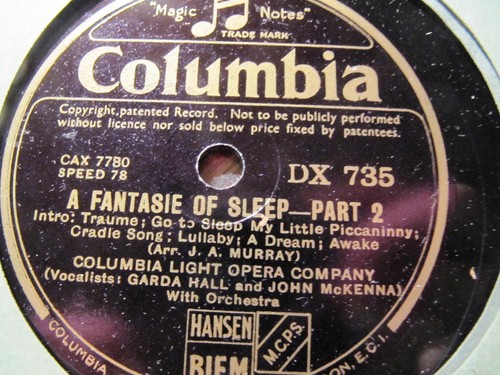 "Magic Notes"
TRADE MARK
Columbia
Copyright, patented Record. Not to be publicly performed
without licence nor sold below price fixed by patentees.
CAX 7780
SPEED 78
DX 735
A FANTASIE OF SLEEP—PART 2
Intro: Traume; Go to Sleep My Little Piccaninny;
Cradle Song; Lullaby; A Dream; Awake
(Arr. J. A. MURRAY)
COLUMBIA LIGHT OPERA COMPANY
(Vocalists: GARDA HALL and JOHN McKENNA)
With Orchestra
HANSEN
BIEM
M.C.P.S.
COLUMBIA
ON, E.C.1.